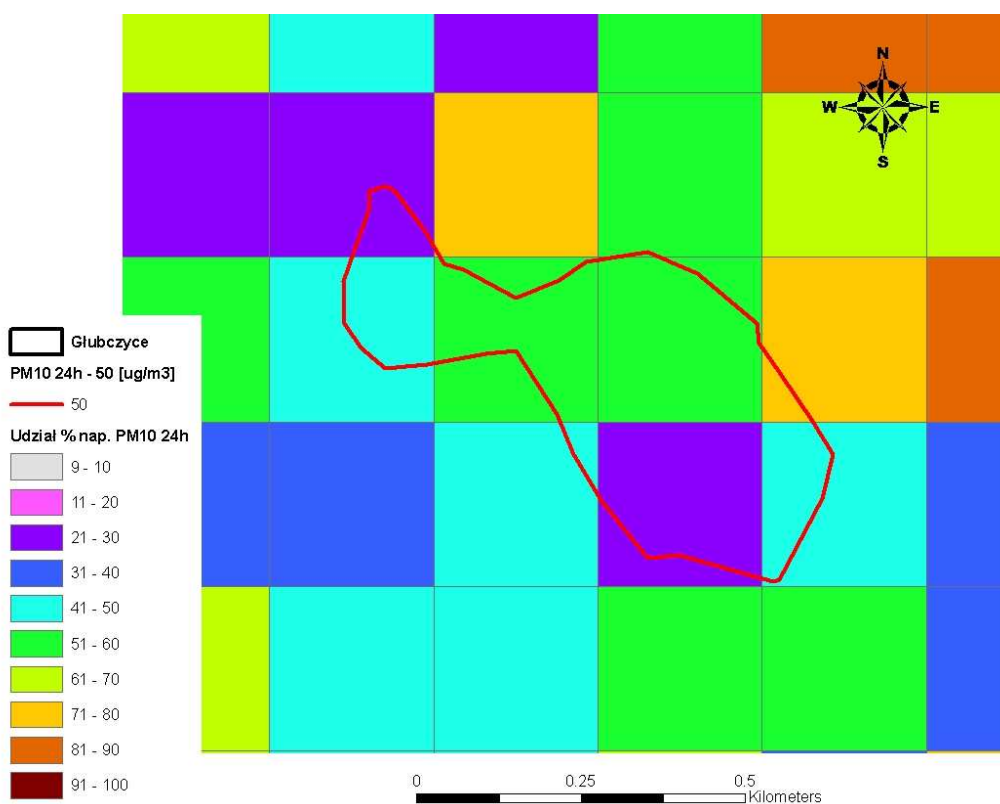 N
W E
S
Głubczyce
PM10 24h - 50 [ug/m3]
50
Udział % nap. PM10 24h
9 - 10
11 - 20
21 - 30
31 - 40
41 - 50
51 - 60
61 - 70
71 - 80
81 - 90
91 - 100
0 0.25 0.5
Kilometers